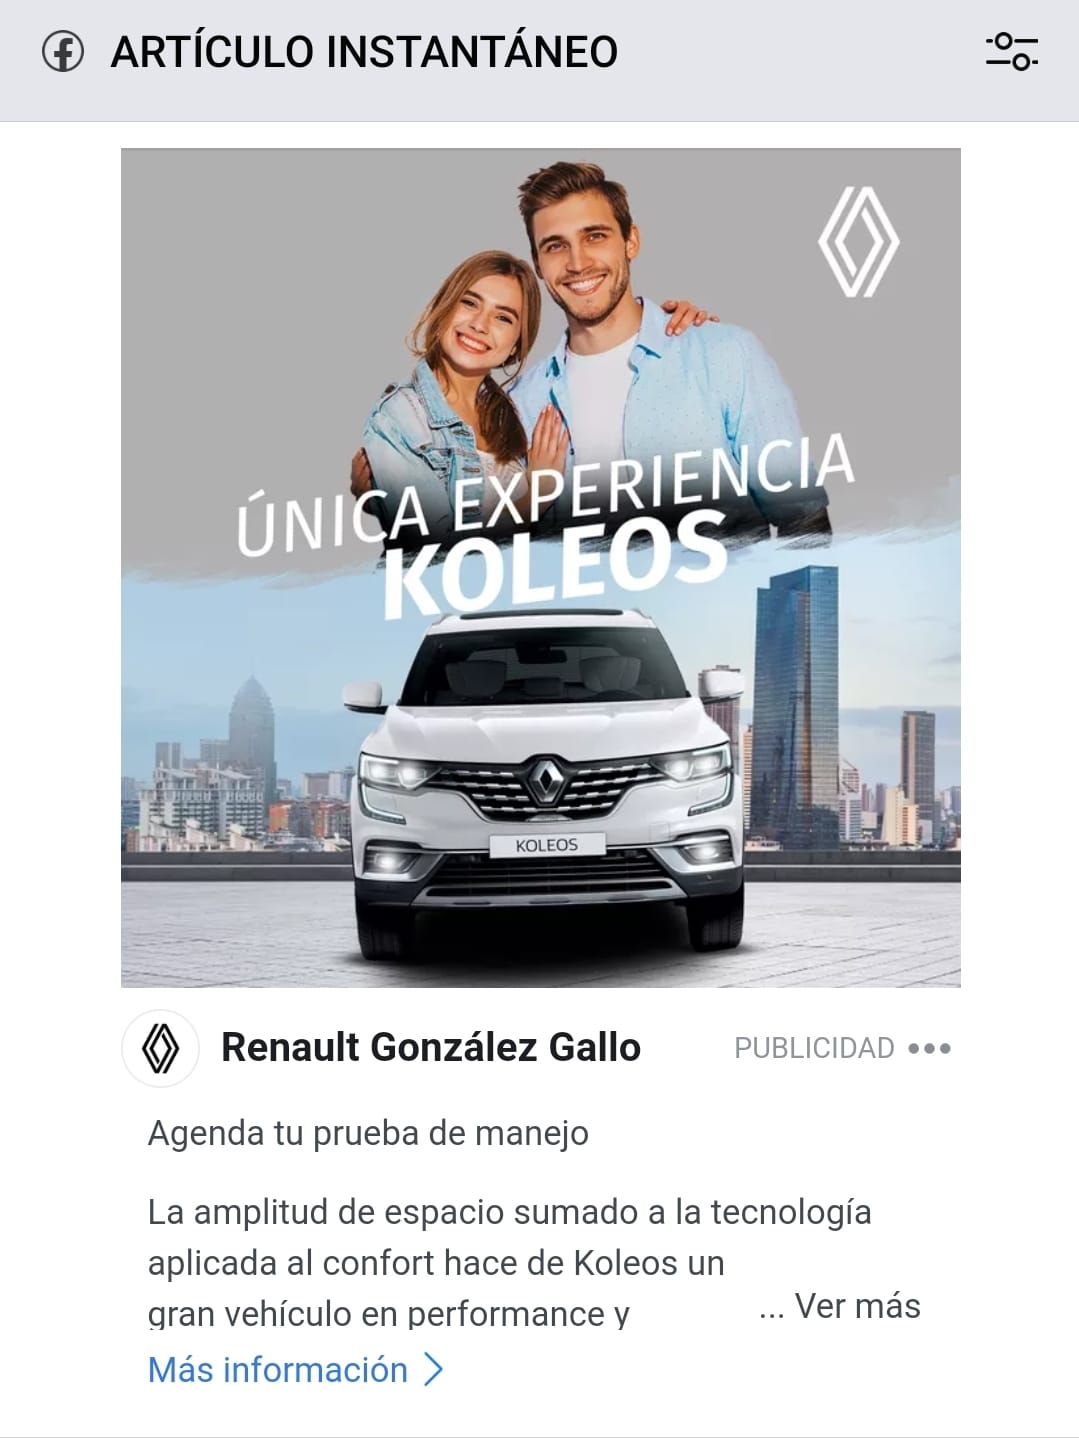 ARTÍCULO INSTANTÁNEO
ÚNICA EXPERIENCIA
KOLEOS
KOLEOS
Renault González Gallo
PUBLICIDAD
Agenda tu prueba de manejo
La amplitud de espacio sumado a la tecnología
aplicada al confort hace de Koleos un
gran vehículo en performance y ... Ver más
Más información